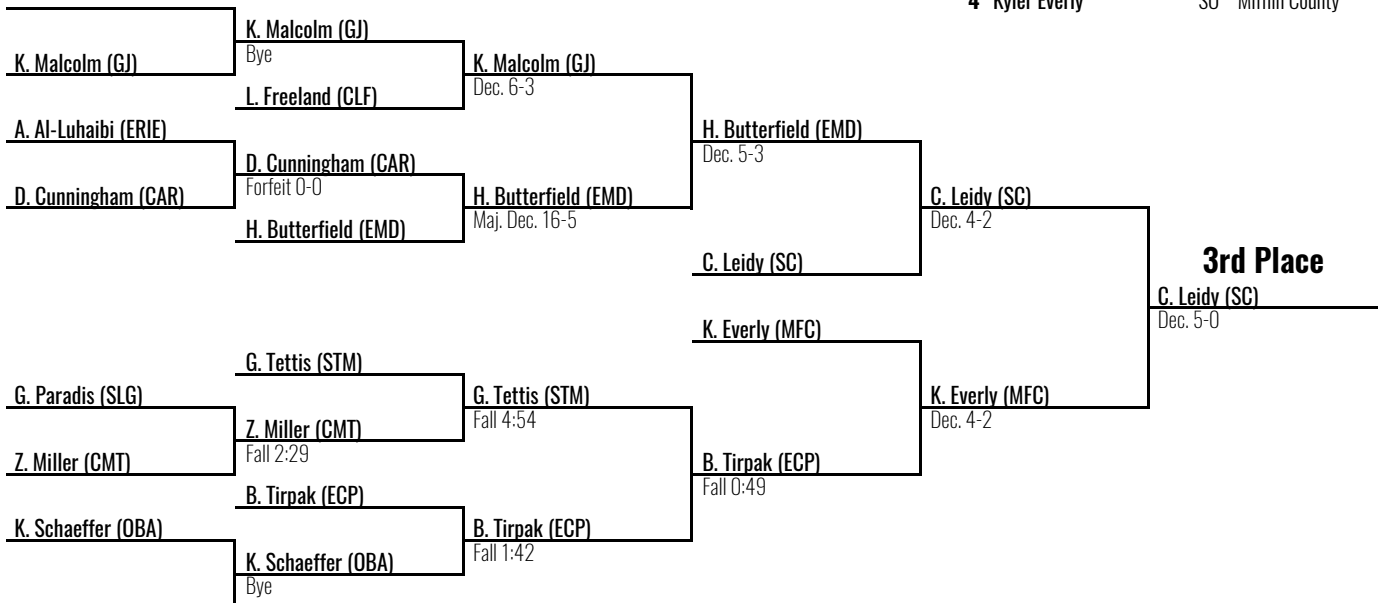 4 Kyler Everly SO Mifflin County
K. Malcolm (GJ)
Bye
K. Malcolm (GJ)
K. Malcolm (GJ)
Dec. 6-3
L. Freeland (CLF)
A. Al-Luhaibi (ERIE)
H. Butterfield (EMD)
Dec. 5-3
D. Cunningham (CAR)
Forfeit 0-0
D. Cunningham (CAR)
H. Butterfield (EMD)
Maj. Dec. 16-5
C. Leidy (SC)
Dec. 4-2
H. Butterfield (EMD)
C. Leidy (SC)
3rd Place
C. Leidy (SC)
Dec. 5-0
K. Everly (MFC)
G. Tettis (STM)
G. Paradis (SLG)
G. Tettis (STM)
Fall 4:54
K. Everly (MFC)
Dec. 4-2
Z. Miller (CMT)
Fall 2:29
Z. Miller (CMT)
B. Tirpak (ECP)
Fall 0:49
B. Tirpak (ECP)
K. Schaeffer (OBA)
B. Tirpak (ECP)
Fall 1:42
K. Schaeffer (OBA)
Bye